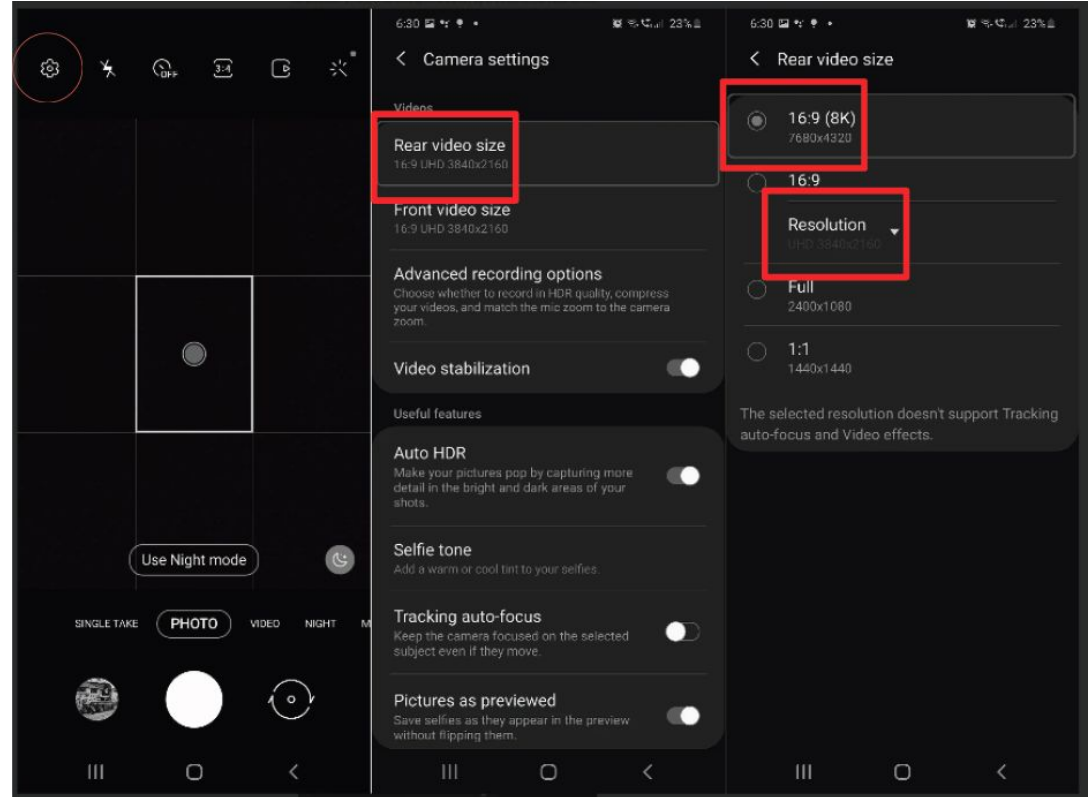 OFF
3:4
Use Night mode
SINGLE TAKE PHOTO VIDEO NIGHT M
6:30 23%
Camera settings
Videos
Rear video size
16:9 UHD 3840x2160
Front video size
16:9 UHD 3840x2160
Advanced recording options
Choose whether to record in HDR quality, compress
your videos, and match the mic zoom to the camera
zoom.
Video stabilization
Useful features
Auto HDR
Make your pictures pop by capturing more
detail in the bright and dark areas of your
shots.
Selfie tone
Add a warm or cool tint to your selfies.
Tracking auto-focus
Keep the camera focused on the selected
subject even if they move.
Pictures as previewed
Save selfies as they appear in the preview
without flipping them.
6:30 23%
Rear video size
16:9 (8K)
7680x4320
16:9
Resolution
UHD 3840x2160
Full
2400x1080
1:1
1440x1440
The selected resolution doesn't support Tracking
auto-focus and Video effects.